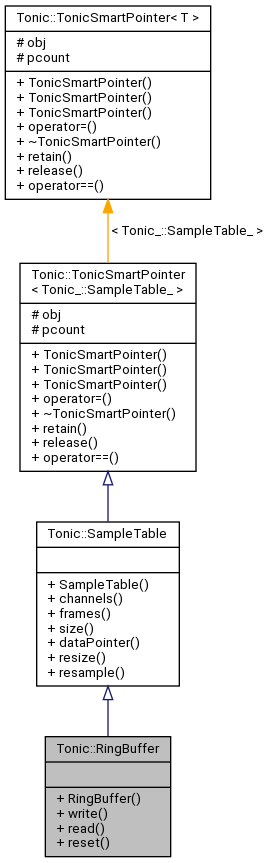 Tonic::TonicSmartPointer< T >
# obj
# pcount
+ TonicSmartPointer()
+ TonicSmartPointer()
+ TonicSmartPointer()
+ operator=()
+ ~TonicSmartPointer()
+ retain()
+ release()
+ operator==()
< Tonic_::SampleTable_ >
Tonic::TonicSmartPointer
< Tonic_::SampleTable_ >
# obj
# pcount
+ TonicSmartPointer()
+ TonicSmartPointer()
+ TonicSmartPointer()
+ operator=()
+ ~TonicSmartPointer()
+ retain()
+ release()
+ operator==()
Tonic::SampleTable
+ SampleTable()
+ channels()
+ frames()
+ size()
+ dataPointer()
+ resize()
+ resample()
Tonic::RingBuffer
+ RingBuffer()
+ write()
+ read()
+ reset()